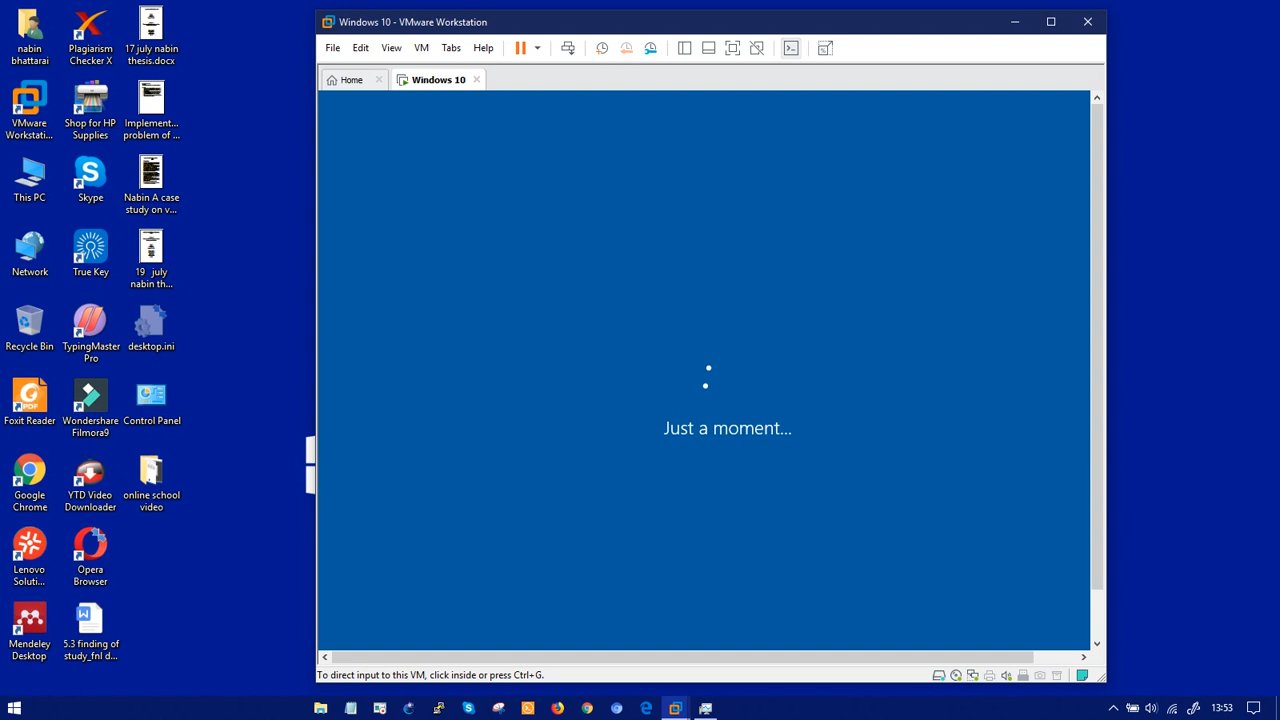 nabin
bhattarai
Plagiarism
Checker X
17 july nabin
thesis.docx
VMware
Workstati...
Shop for HP
Supplies
Implement...
problem of ...
This PC
Skype
Nabin A case
study on v...
Network
True Key
19 july
nabin th...
Recycle Bin
TypingMaster
Pro
desktop.ini
Foxit Reader
Wondershare
Filmora9
Control Panel
Google
Chrome
YTD Video
Downloader
online school
video
Lenovo
Soluti...
Opera
Browser
Mendeley
Desktop
5.3 finding of
study_fnl d...
Windows 10 - VMware Workstation
File Edit View VM Tabs Help
Home Windows 10
Just a moment...
To direct input to this VM, click inside or press Ctrl+G.
13:53